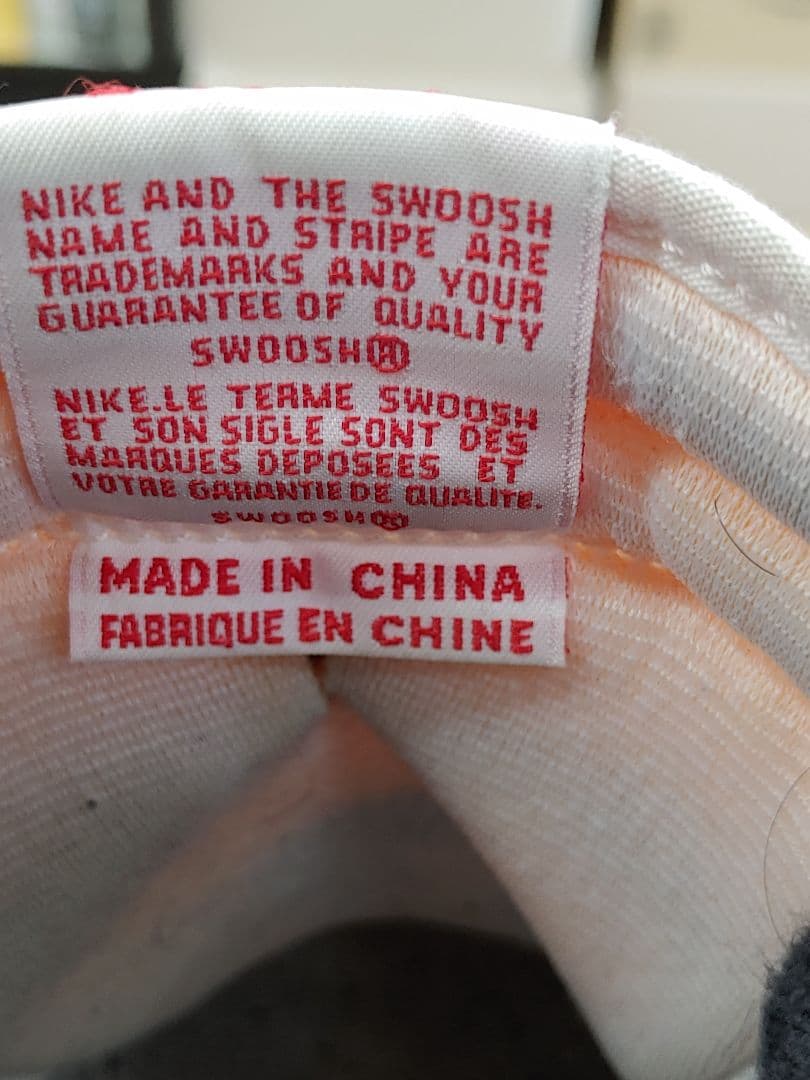 NIKE AND THE SWOOSH
NAME AND STRIPE ARE
TRADEMARKS AND YOUR
GUARANTEE OF QUALITY
SWOOSH®
NIKE.LE TERME SWOOSH
ET SON SIGLE SONT DES
MARQUES DEPOSEES ET
VOTRE GARANTIE DE QUALITE.
SWOOSH®
MADE IN CHINA
FABRIQUE EN CHINE